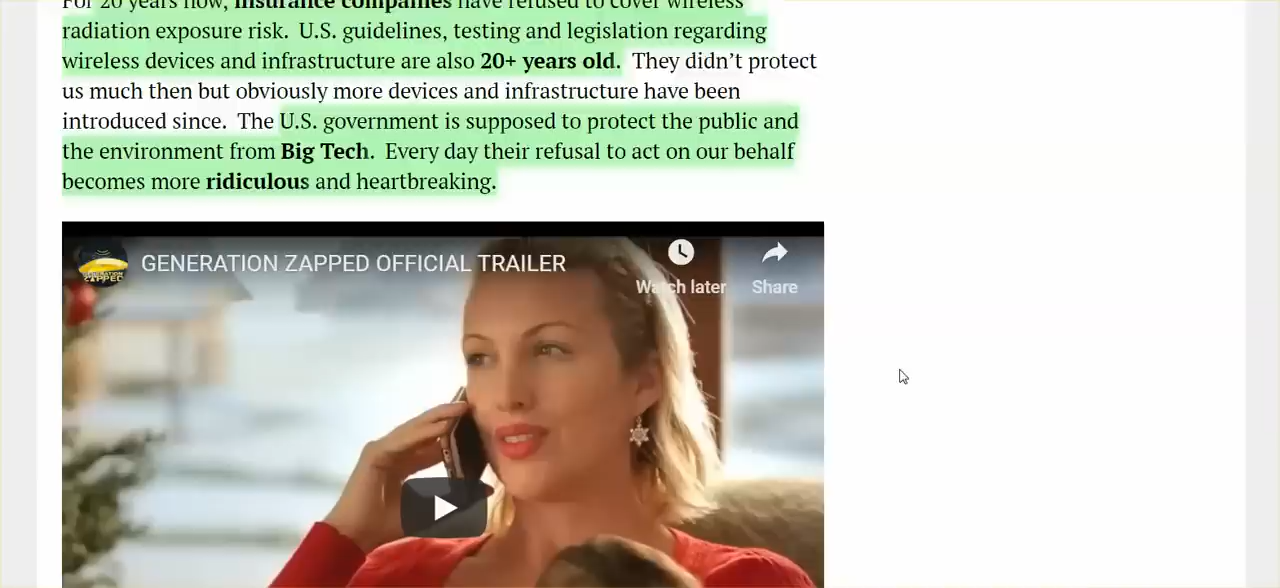 For 20 years now, insurance companies have refused to cover wireless
radiation exposure risk. U.S. guidelines, testing and legislation regarding
wireless devices and infrastructure are also 20+ years old. They didn’t protect
us much then but obviously more devices and infrastructure have been
introduced since. The U.S. government is supposed to protect the public and
the environment from Big Tech. Every day their refusal to act on our behalf
becomes more ridiculous and heartbreaking.
GENERATION ZAPPED
GENERATION ZAPPED OFFICIAL TRAILER
Watch later
Share